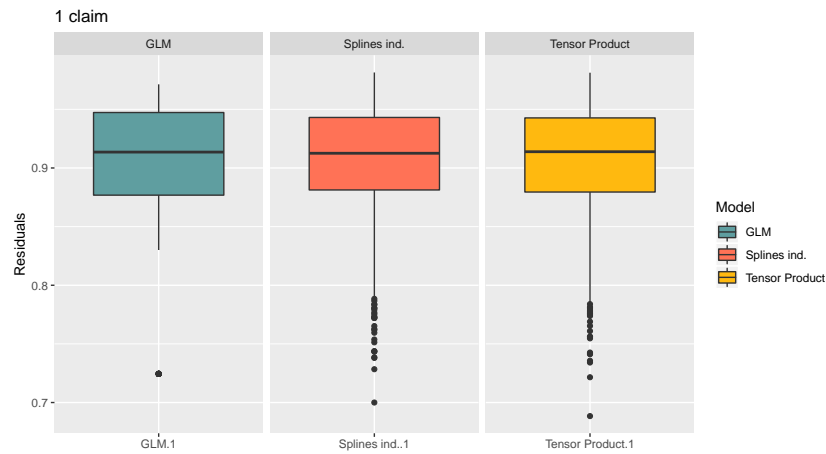 1 claim
GLM Splines ind. Tensor Product
0.9
0.8
0.7
Residuals
GLM.1 Splines ind..1 Tensor Product.1
Model
GLM
Splines ind.
Tensor Product